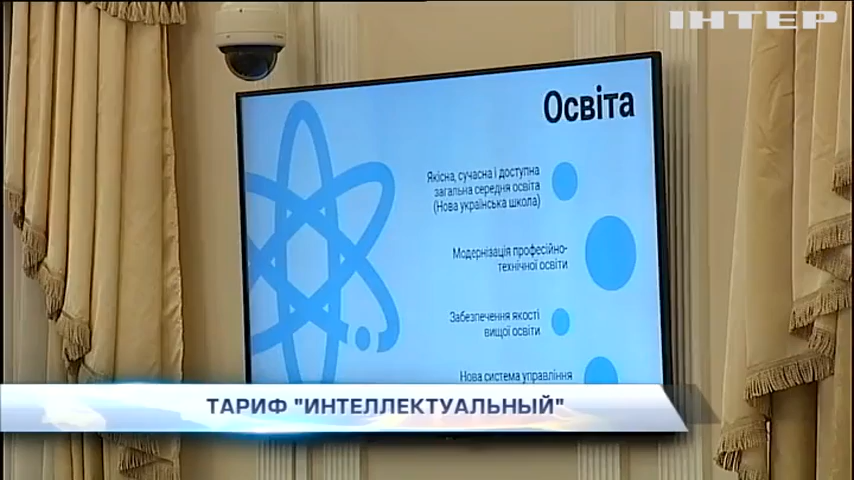 ІНТЕР
Освіта
Якісна, сучасна і доступна
загальна середня освіта
(Нова українська школа)
Модернізація професійно-
технічної освіти
Забезпечення якості
вищої освіти
Нова система управління
ТАРИФ "ИНТЕЛЛЕКТУАЛЬНЫЙ"